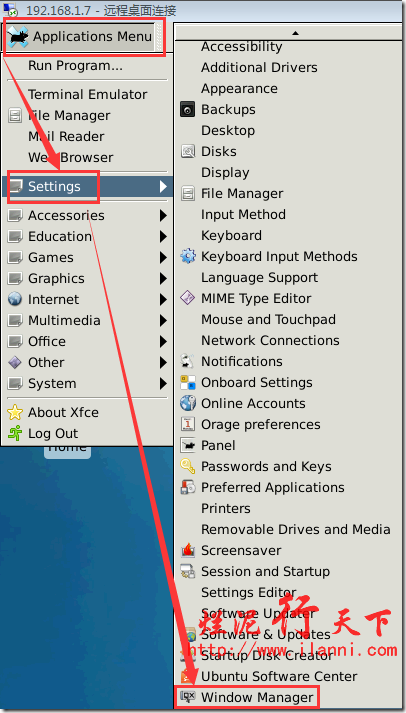 192.168.1.7 - 远程桌面连接
Applications Menu
Run Program...
Terminal Emulator
File Manager
Mail Reader
Web Browser
Settings
Accessories
Education
Games
Graphics
Internet
Multimedia
Office
Other
System
About Xfce
Log Out
Home
Accessibility
Additional Drivers
Appearance
Backups
Desktop
Disks
Display
File Manager
Input Method
Keyboard
Keyboard Input Methods
Language Support
MIME Type Editor
Mouse and Touchpad
Network Connections
Notifications
Onboard Settings
Online Accounts
Orage preferences
Panel
Passwords and Keys
Preferred Applications
Printers
Removable Drives and Media
Screensaver
Session and Startup
Settings Editor
Software Updater
Software & Updates
Startup Disk Creator
Ubuntu Software Center
Window Manager
烂泥行天下
http://www.ilanni.com